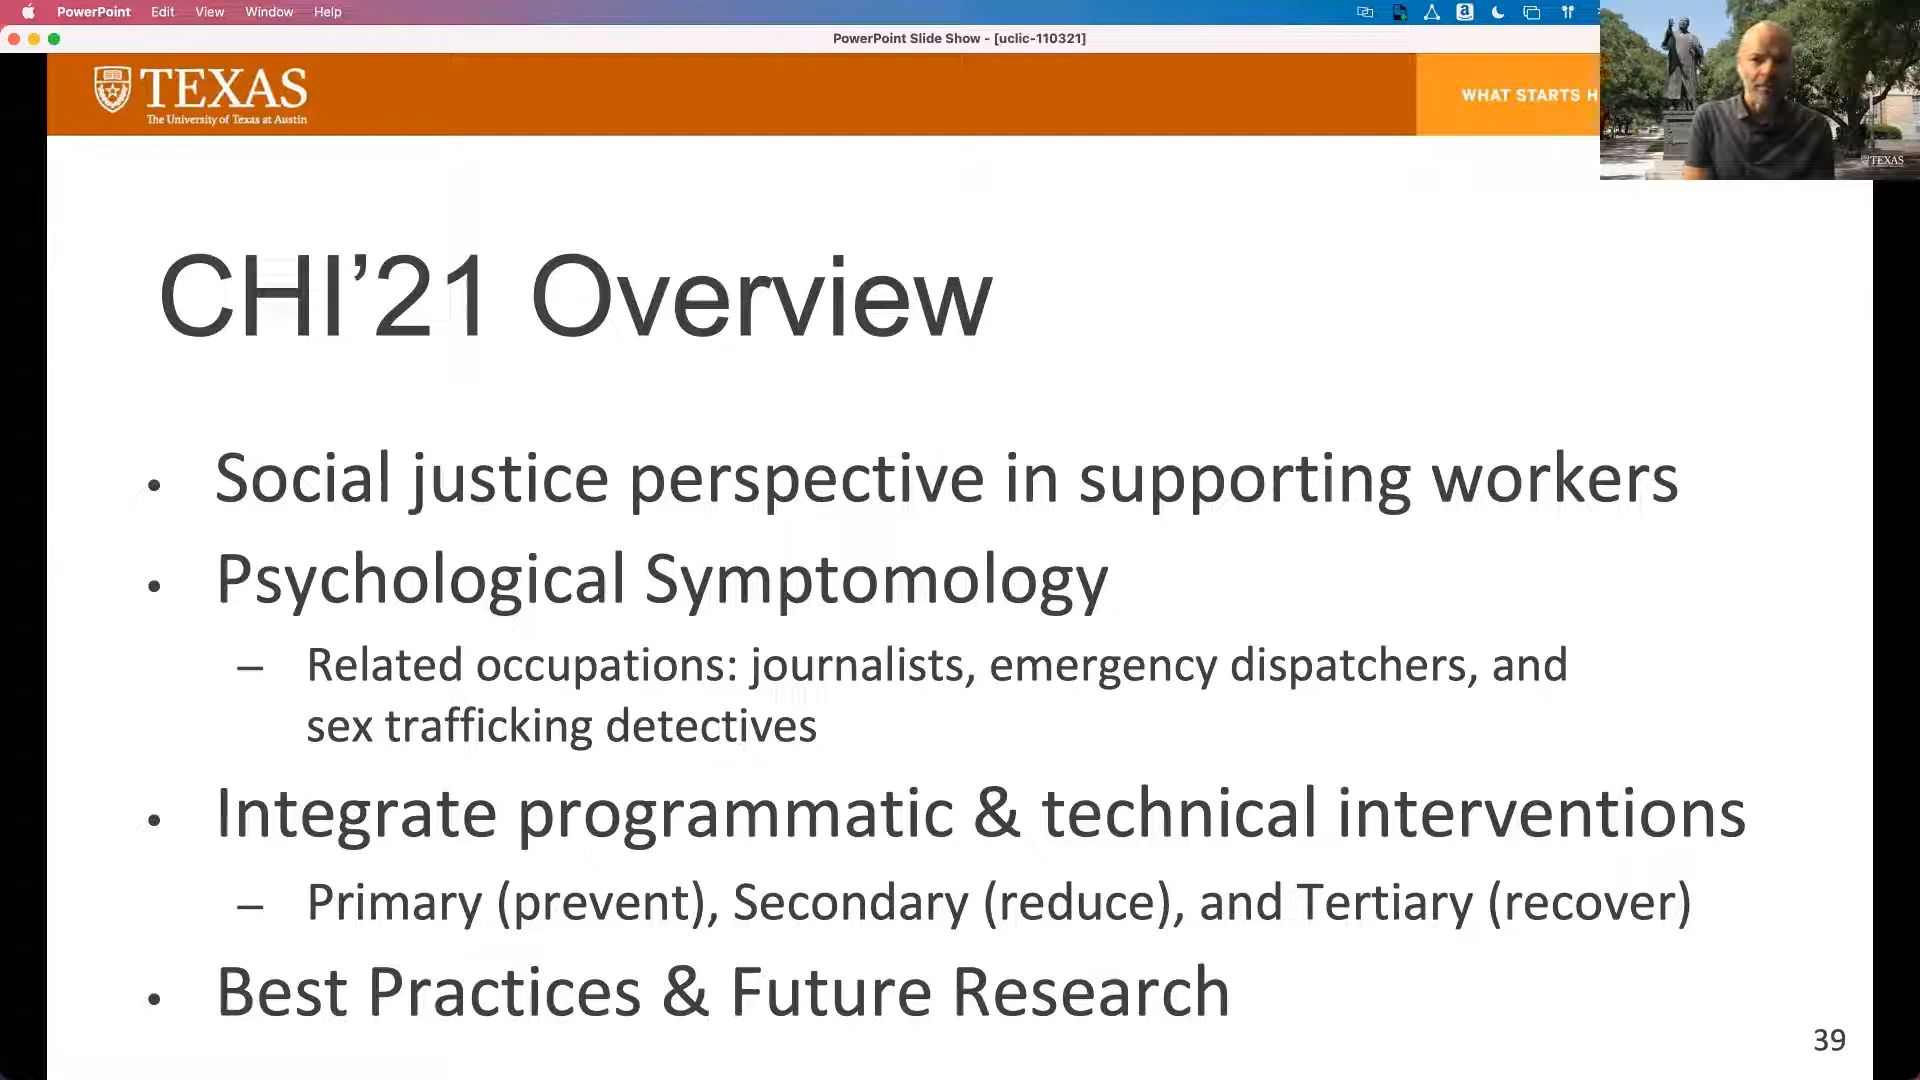 PowerPoint Edit View Window Help
PowerPoint Slide Show - [uclic-110321]
TEXAS
The University of Texas at Austin
WHAT STARTS H
TEXAS
CHI’21 Overview
• Social justice perspective in supporting workers
• Psychological Symptomology
– Related occupations: journalists, emergency dispatchers, and
sex trafficking detectives
• Integrate programmatic & technical interventions
– Primary (prevent), Secondary (reduce), and Tertiary (recover)
• Best Practices & Future Research
39